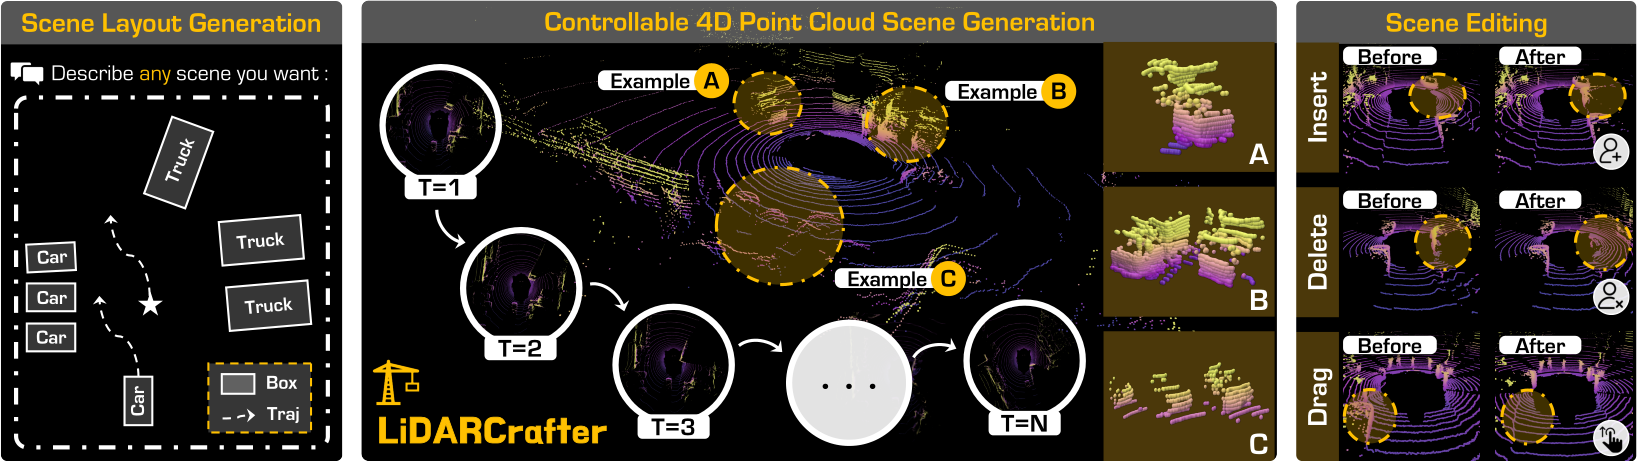 Scene Layout Generation
Describe any scene you want :
Truck
Truck
Car
Car
Truck
Car
Car
Box
Traj
Controllable 4D Point Cloud Scene Generation
Example A
Example B
Example C
T=1
T=2
T=3
. . .
T=N
LiDARCrafter
A
B
C
Scene Editing
Insert
Before
After
Delete
Before
After
Drag
Before
After